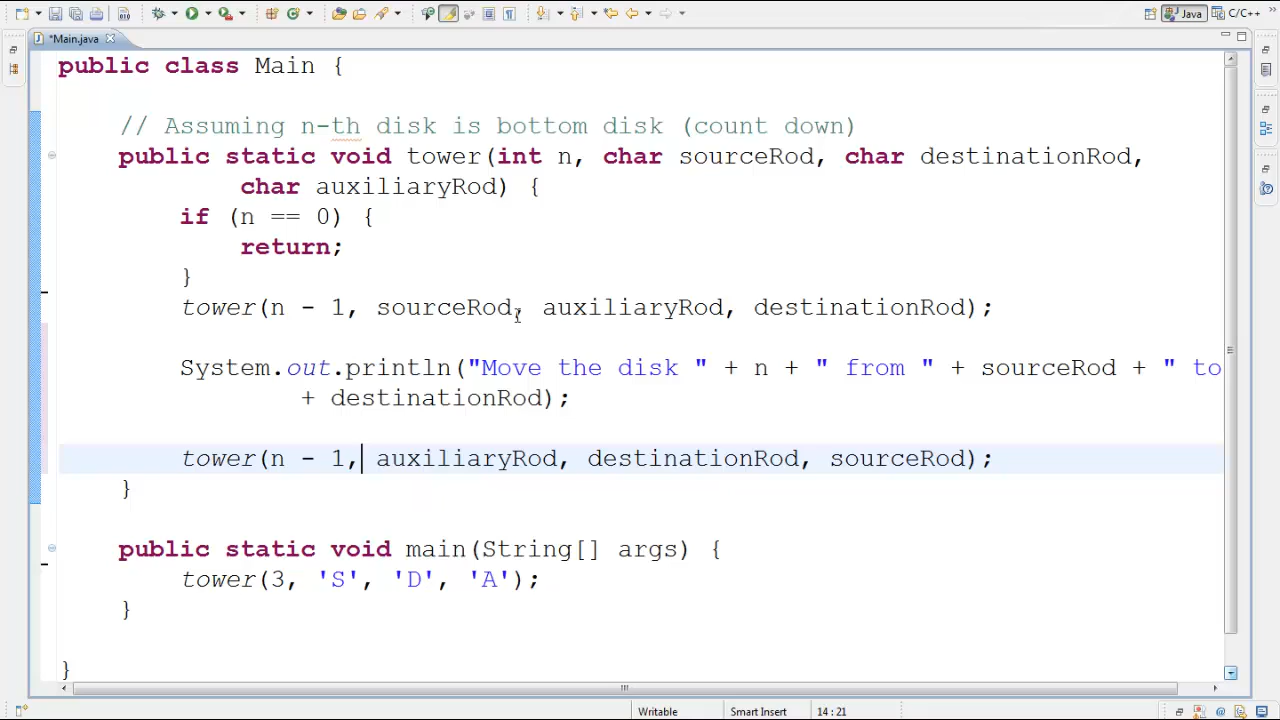 Java
C/C++
*Main.java
public class Main {
// Assuming n-th disk is bottom disk (count down)
public static void tower(int n, char sourceRod, char destinationRod,
char auxiliaryRod) {
if (n == 0) {
return;
}
tower(n - 1, sourceRod, auxiliaryRod, destinationRod);
System.out.println("Move the disk " + n + " from " + sourceRod + " to
+ destinationRod);
tower(n - 1, auxiliaryRod, destinationRod, sourceRod);
}
public static void main(String[] args) {
tower(3, 'S', 'D', 'A');
}
}
Writable
Smart Insert
14:21